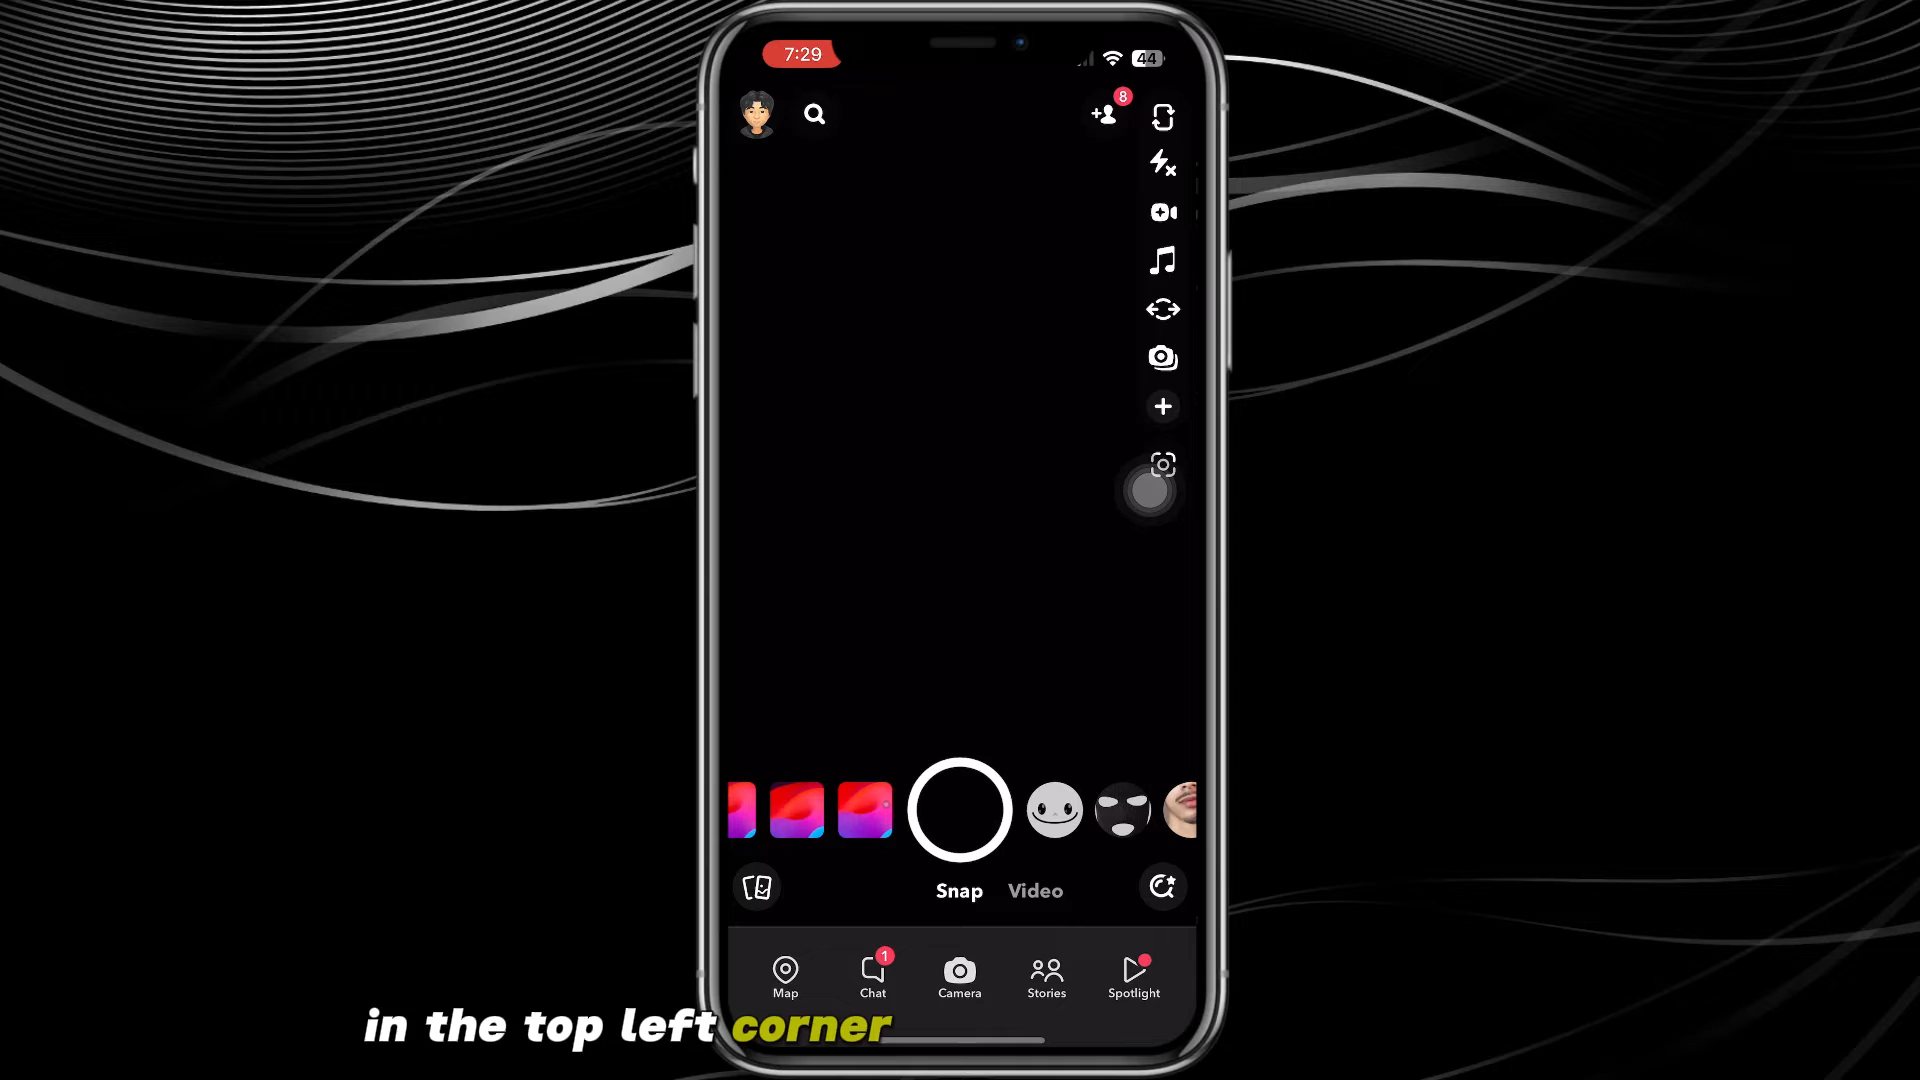 7:29
44
8
Snap Video
1
Map Chat Camera Stories Spotlight
in the top left corner